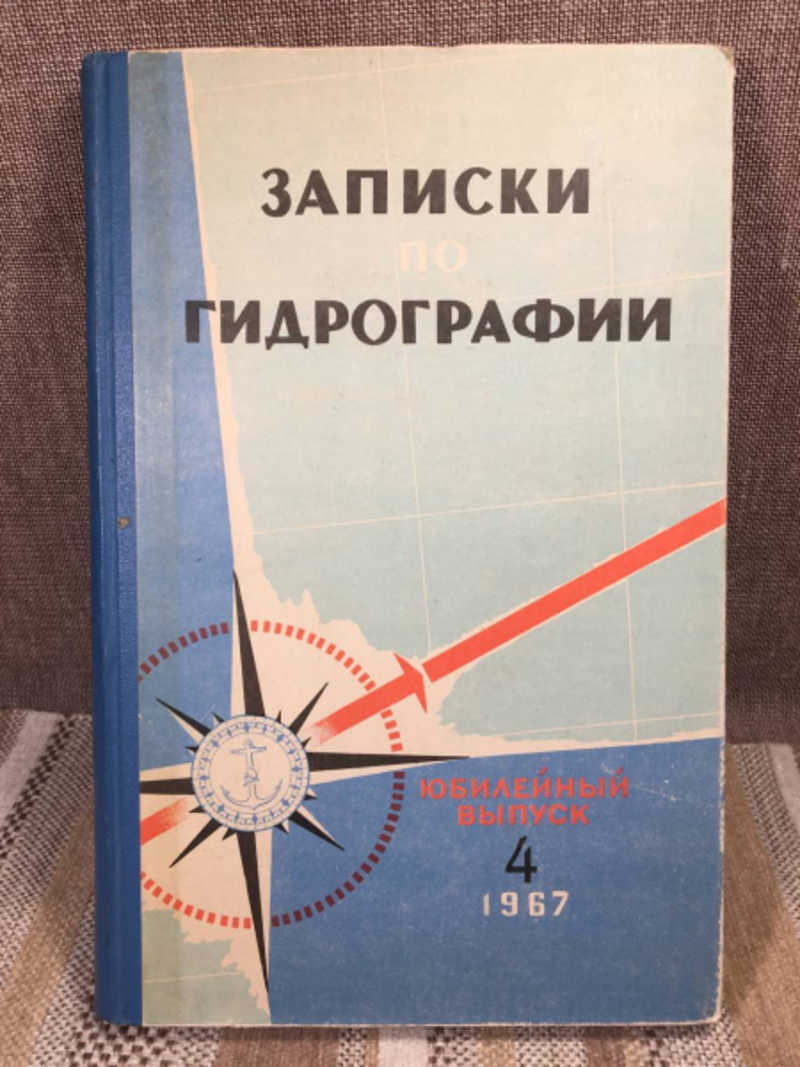 ЗАПИСКИ
ПО
ГИДРОГРАФИИ
ЮБИЛЕЙНЫЙ
ВЫПУСК
4
1967